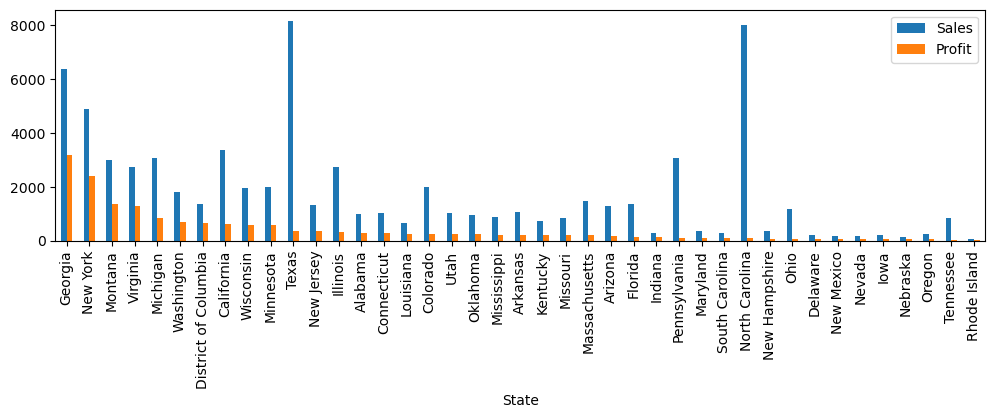 8000
6000
4000
2000
0
Sales
Profit
Georgia
New York
Montana
Virginia
Michigan
Washington
District of Columbia
California
Wisconsin
Minnesota
Texas
New Jersey
Illinois
Alabama
Connecticut
Louisiana
Colorado
Utah
Oklahoma
Mississippi
Arkansas
Kentucky
Missouri
Massachusetts
Arizona
Florida
Indiana
Pennsylvania
Maryland
South Carolina
North Carolina
New Hampshire
Ohio
Delaware
New Mexico
Nevada
Iowa
Nebraska
Oregon
Tennessee
Rhode Island
State